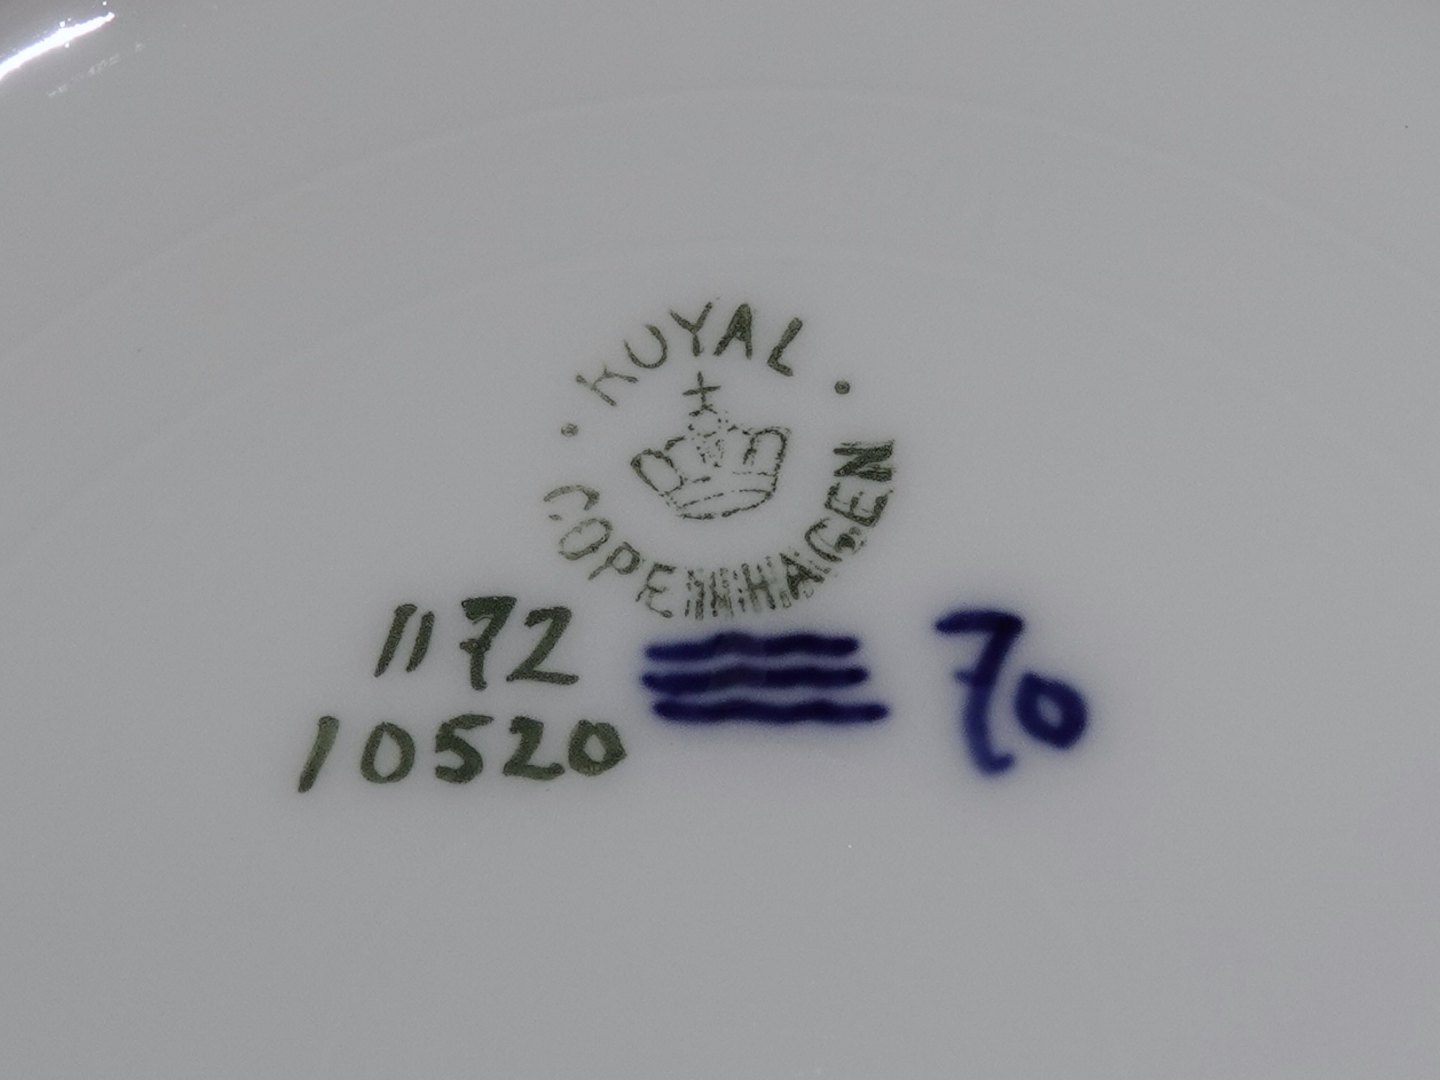 · ROYAL ·
COPENHAGEN
1172 70
10520